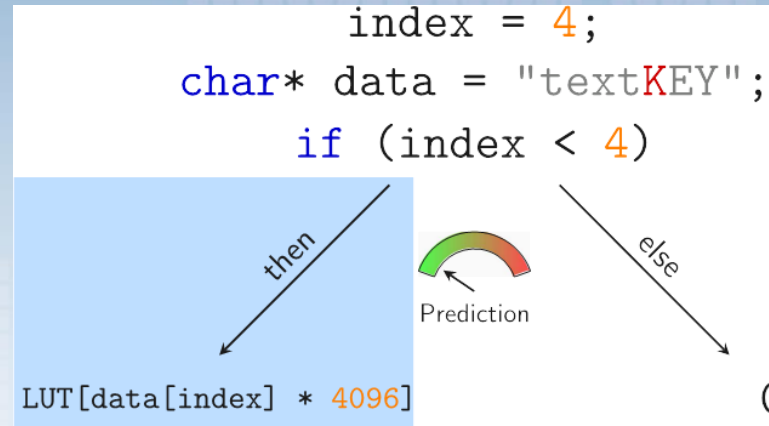 index = 4;
char* data = "textKEY";
if (index < 4)
then
else
Prediction
LUT[data[index] * 4096]
(